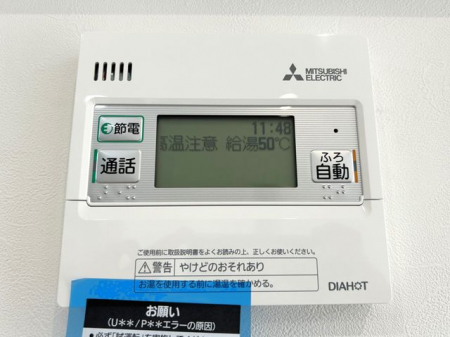 MITSUBISHI
ELECTRIC
節電
11:48
高温注意 給湯50℃
通話
ふろ
自動
ご使用前に取扱説明書をよくお読みの上、正しくお使いください。
⚠警告 やけどのおそれあり
お湯を使用する前に湯温を確かめる。
DIAHOT
お願い
(U**/P**エラーの原因)